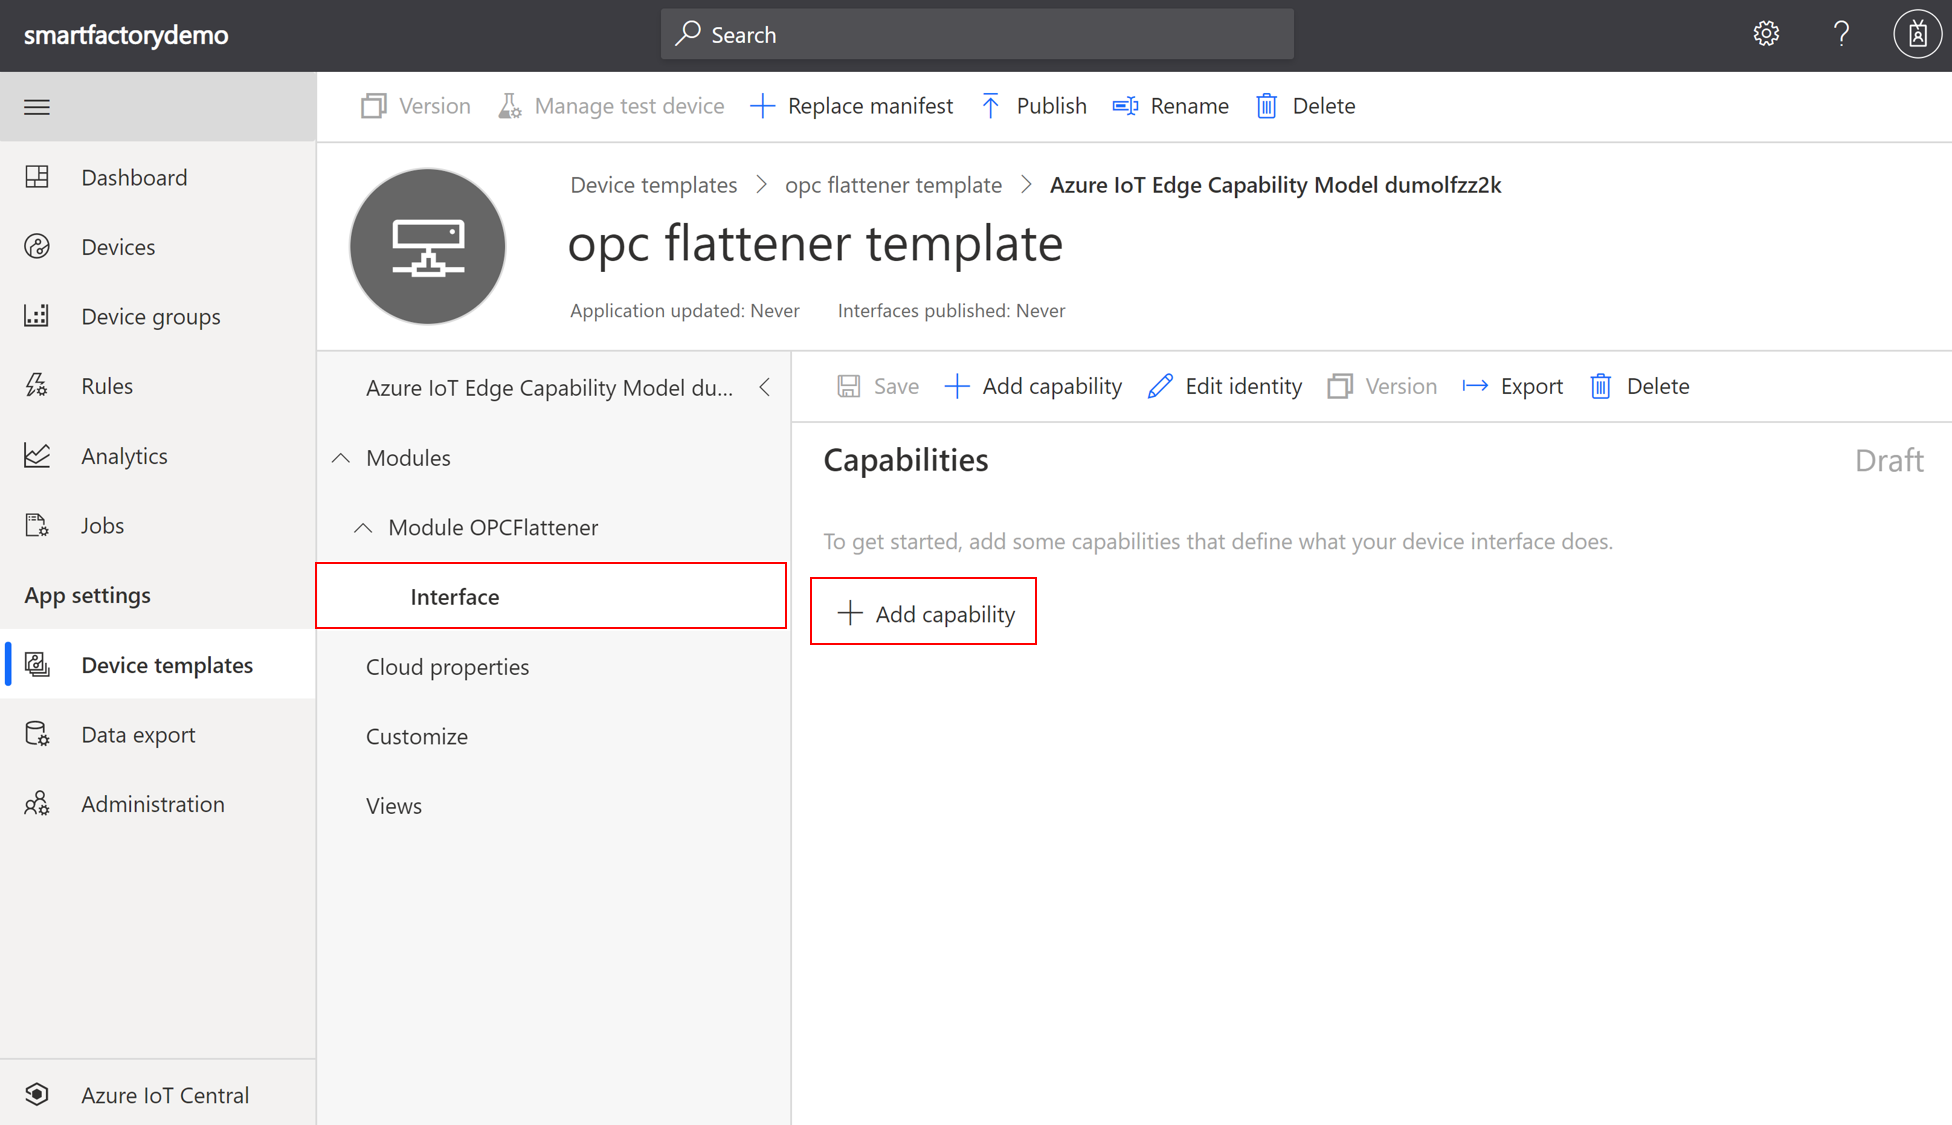 smartfactorydemo
Search
?
Version
Manage test device
Replace manifest
Publish
Rename
Delete
Dashboard
Devices
Device groups
Rules
Analytics
Jobs
App settings
Device templates
Data export
Administration
Azure IoT Central
Device templates > opc flattener template > Azure IoT Edge Capability Model dumolfzz2k
opc flattener template
Application updated: Never
Interfaces published: Never
Azure IoT Edge Capability Model du...
Modules
Module OPCFlattener
Interface
Cloud properties
Customize
Views
Save
Add capability
Edit identity
Version
Export
Delete
Capabilities
Draft
To get started, add some capabilities that define what your device interface does.
Add capability